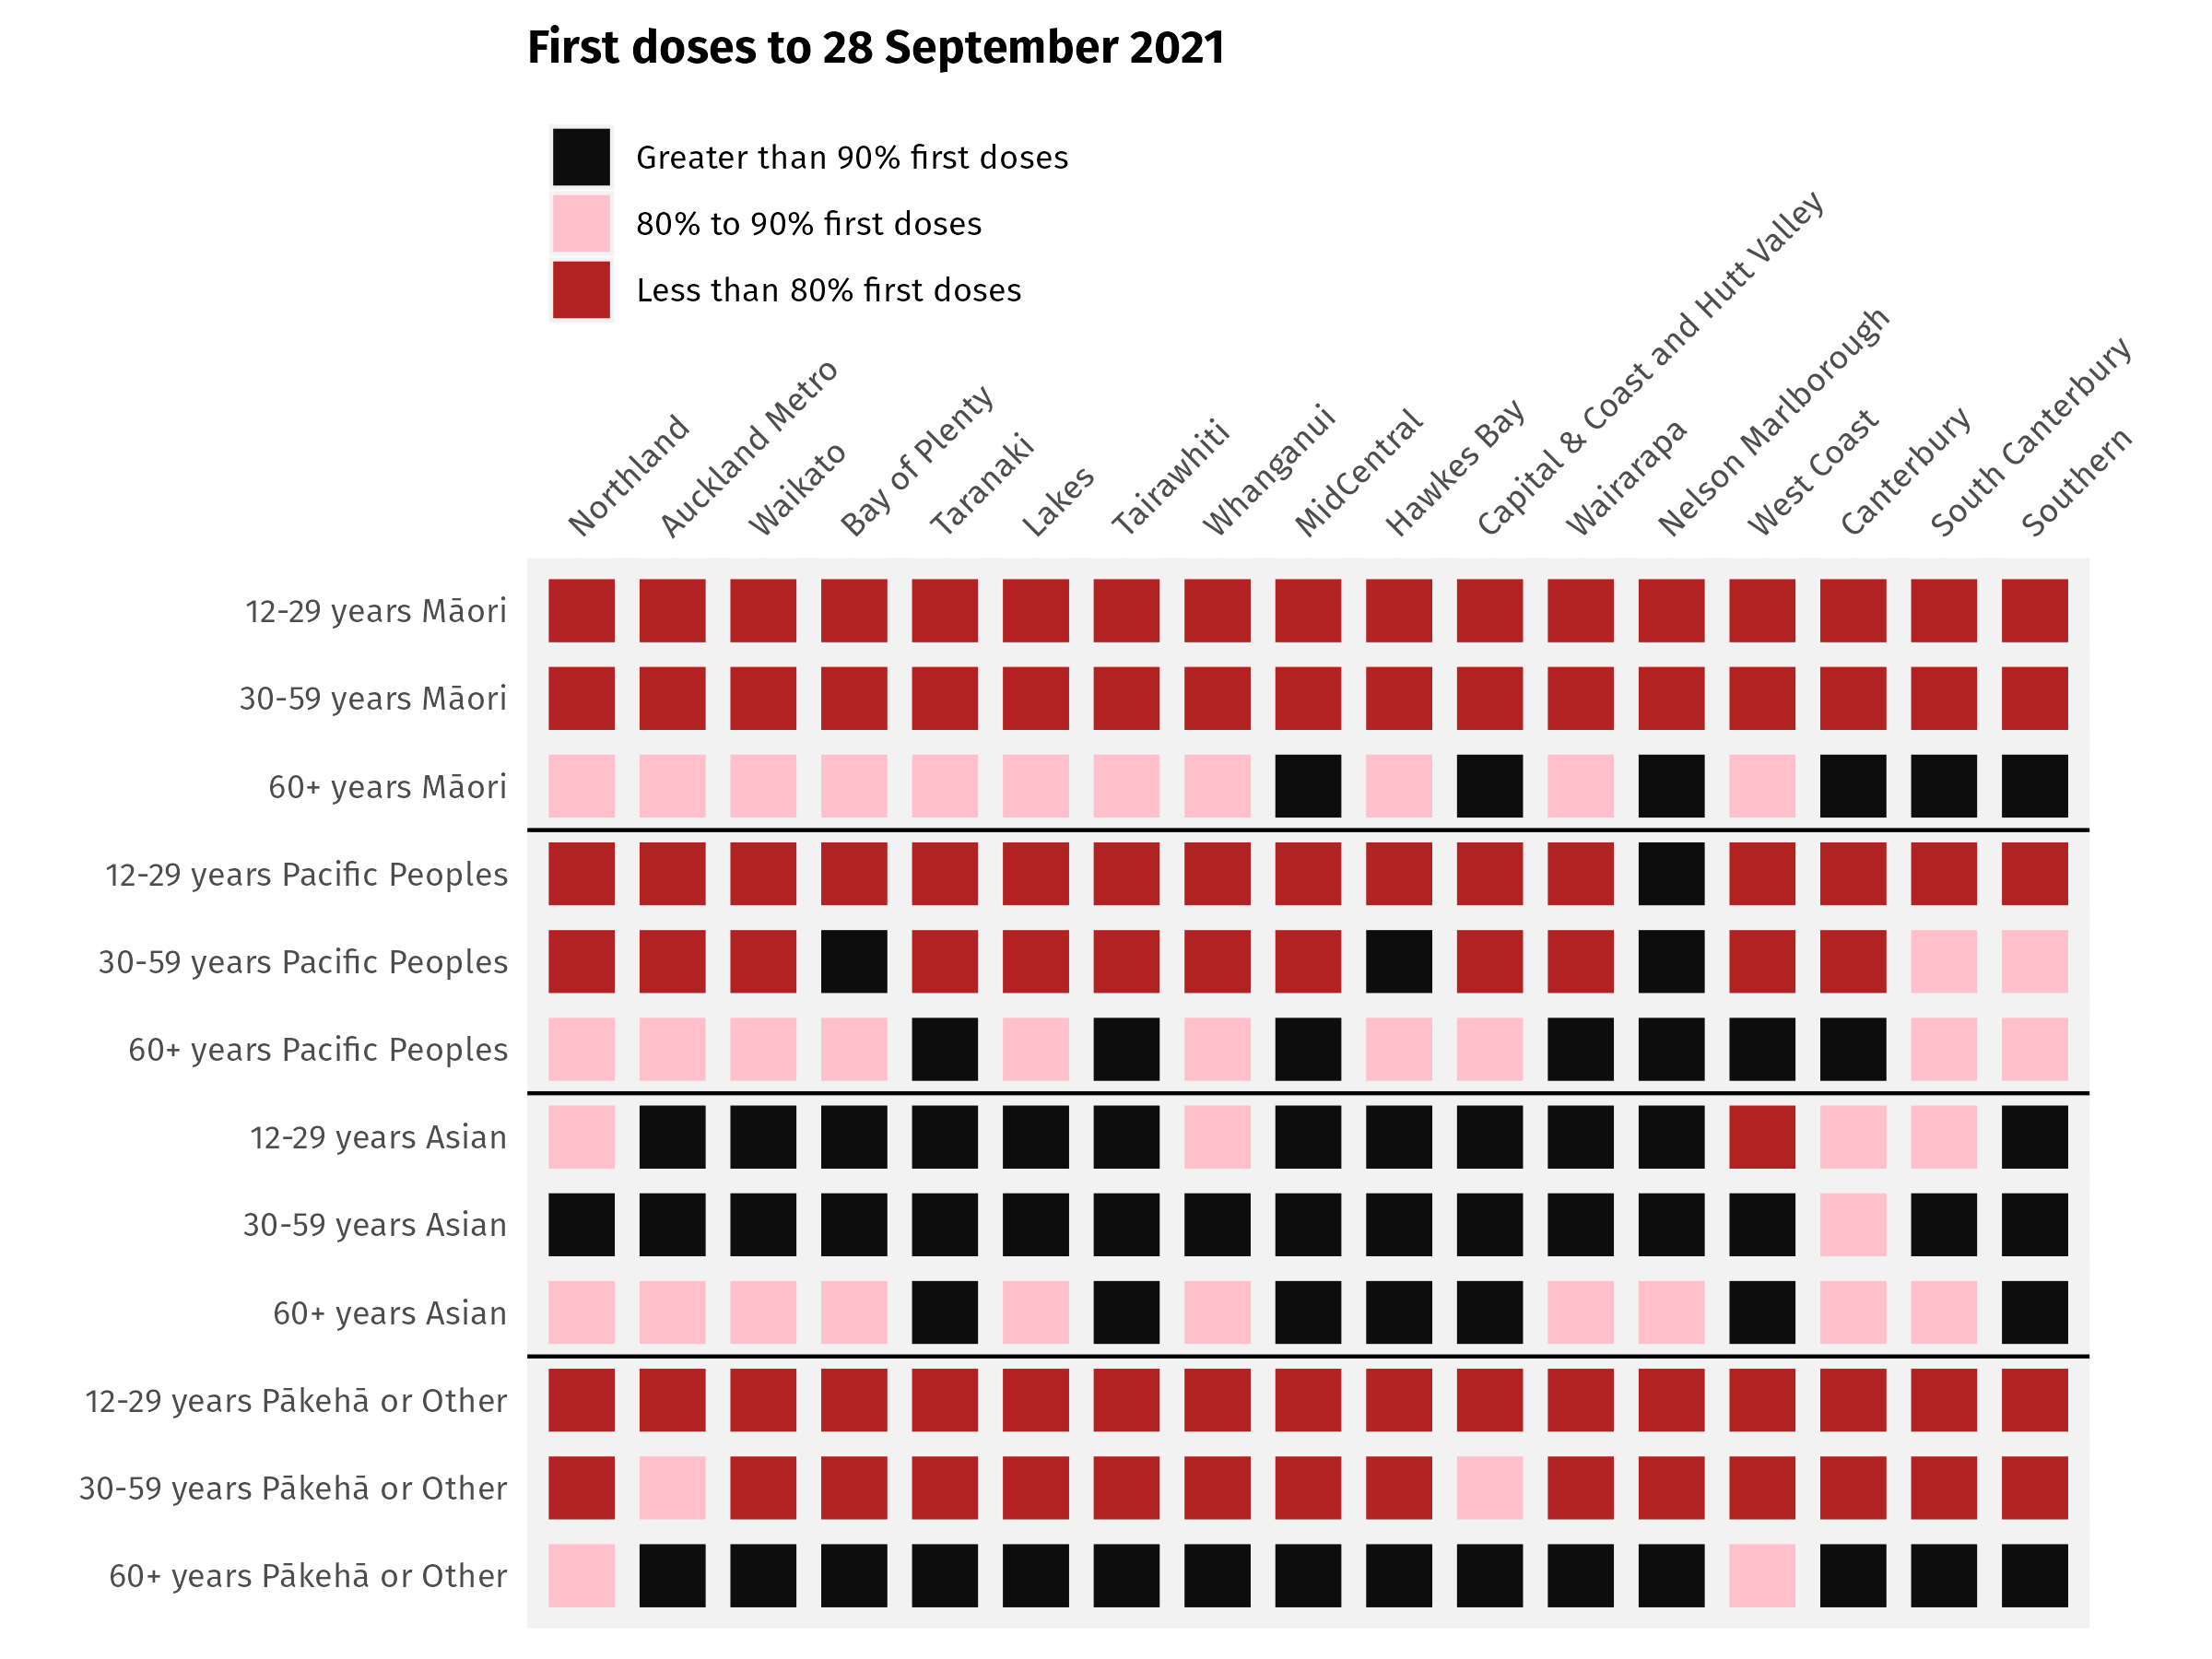 First doses to 28 September 2021
Greater than 90% first doses
80% to 90% first doses
Less than 80% first doses
Northland
Auckland Metro
Waikato
Bay of Plenty
Taranaki
Lakes
Tairawhiti
Whanganui
MidCentral
Hawkes Bay
Capital & Coast and Hutt Valley
Wairarapa
Nelson Marlborough
West Coast
Canterbury
South Canterbury
Southern
12-29 years Māori
30-59 years Māori
60+ years Māori
12-29 years Pacific Peoples
30-59 years Pacific Peoples
60+ years Pacific Peoples
12-29 years Asian
30-59 years Asian
60+ years Asian
12-29 years Pākehā or Other
30-59 years Pākehā or Other
60+ years Pākehā or Other